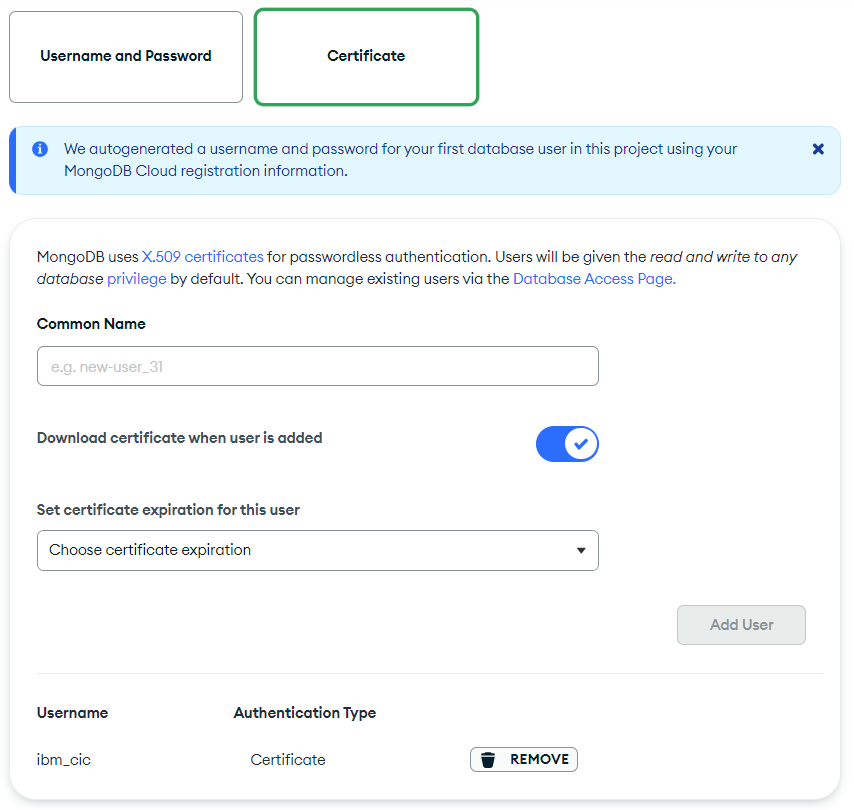 Username and Password
Certificate
We autogenerated a username and password for your first database user in this project using your
MongoDB Cloud registration information.
MongoDB uses X.509 certificates for passwordless authentication. Users will be given the read and write to any
database privilege by default. You can manage existing users via the Database Access Page.
Common Name
e.g. new-user_31
Download certificate when user is added
Set certificate expiration for this user
Choose certificate expiration
Add User
Username Authentication Type
ibm_cic Certificate REMOVE